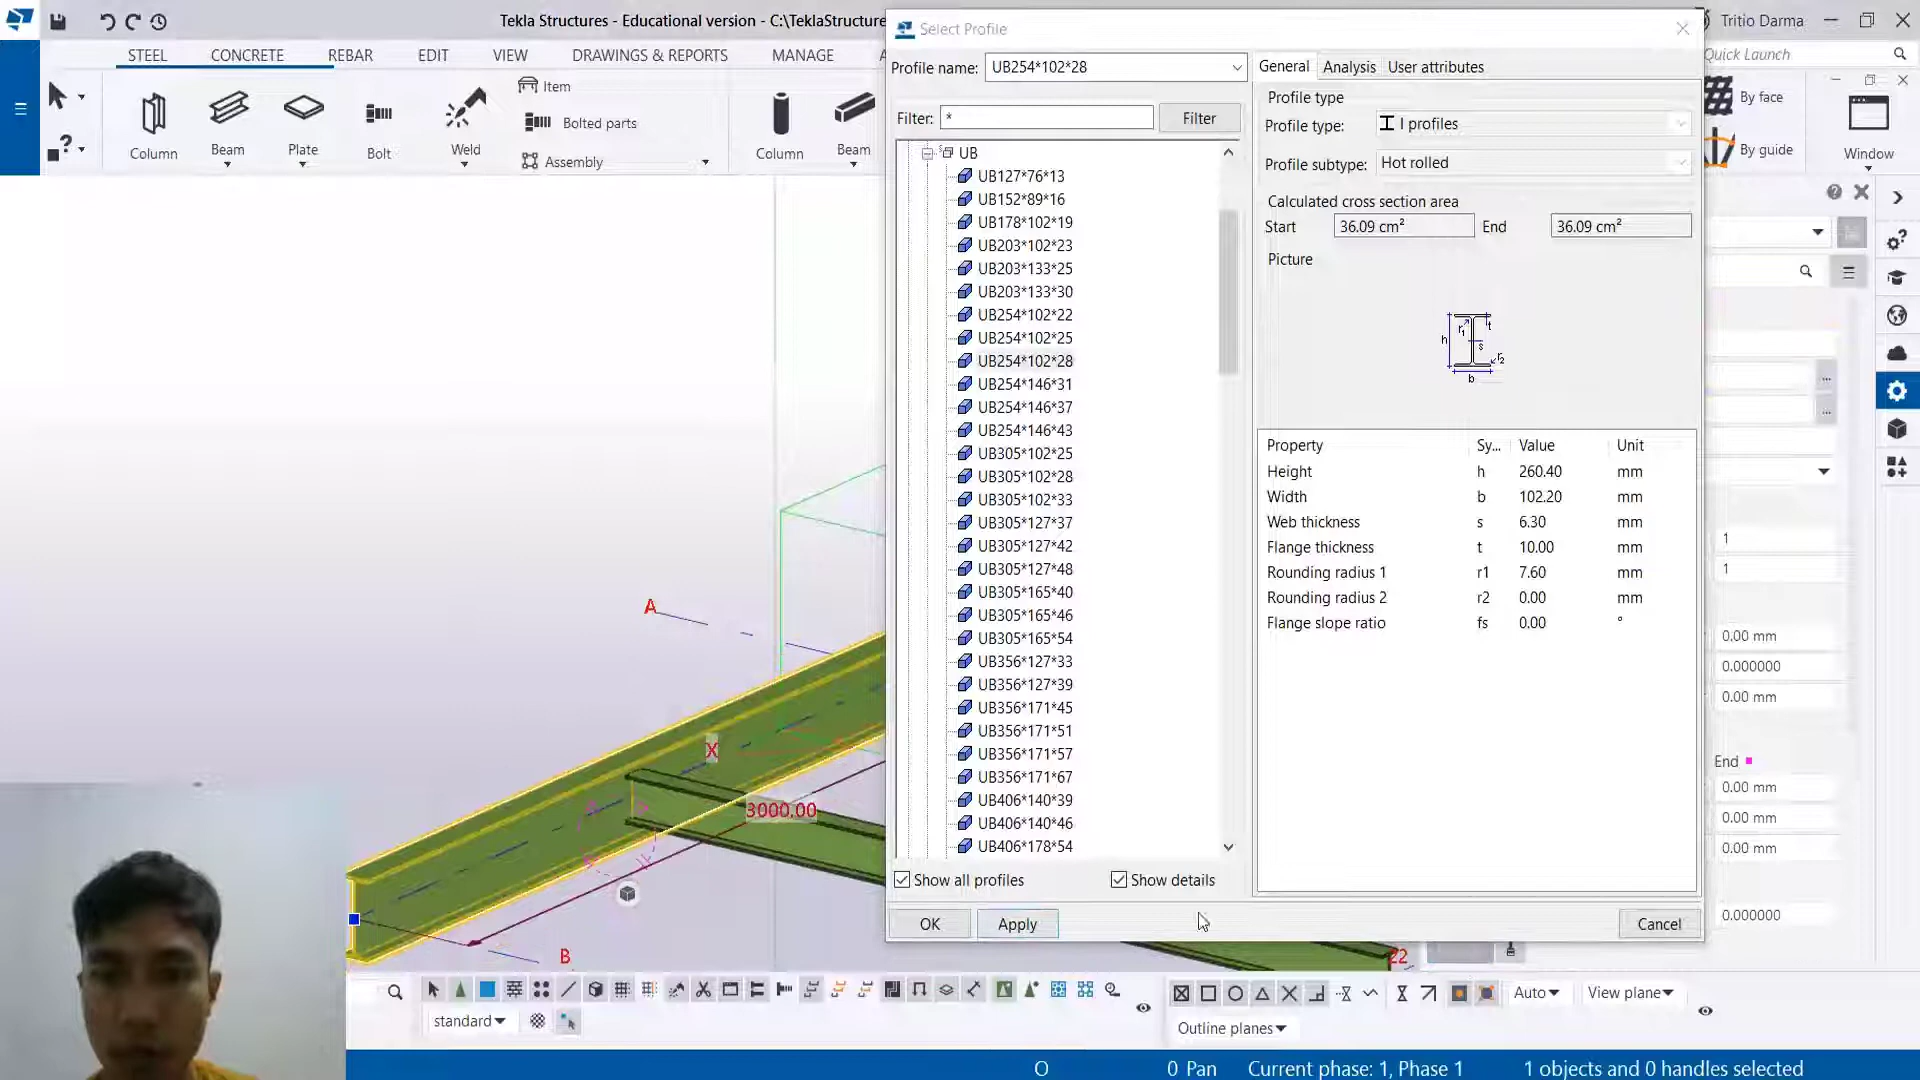 Tekla Structures - Educational version - C:\TeklaStructure
Tritio Darma
STEEL
CONCRETE
REBAR
EDIT
VIEW
DRAWINGS & REPORTS
MANAGE
Quick Launch
Column
Beam
Plate
Bolt
Weld
Item
Bolted parts
Assembly
Column
Beam
By face
By guide
Window
Select Profile
Profile name: UB254*102*28
Filter: *
Filter
UB
UB127*76*13
UB152*89*16
UB178*102*19
UB203*102*23
UB203*133*25
UB203*133*30
UB254*102*22
UB254*102*25
UB254*102*28
UB254*146*31
UB254*146*37
UB254*146*43
UB305*102*25
UB305*102*28
UB305*102*33
UB305*127*37
UB305*127*42
UB305*127*48
UB305*165*40
UB305*165*46
UB305*165*54
UB356*127*33
UB356*127*39
UB356*171*45
UB356*171*51
UB356*171*57
UB356*171*67
UB406*140*39
UB406*140*46
UB406*178*54
Show all profiles
Show details
OK
Apply
Cancel
General
Analysis
User attributes
Profile type
Profile type: I profiles
Profile subtype: Hot rolled
Calculated cross section area
Start 36.09 cm² End 36.09 cm²
Picture
h
r1
t
s
r2
b
Property Sy... Value Unit
Height h 260.40 mm
Width b 102.20 mm
Web thickness s 6.30 mm
Flange thickness t 10.00 mm
Rounding radius 1 r1 7.60 mm
Rounding radius 2 r2 0.00 mm
Flange slope ratio fs 0.00 °
1
1
0.00 mm
0.000000
0.00 mm
End
0.00 mm
0.00 mm
0.00 mm
0.000000
A
X
3000.00
B
22
standard
Auto
View plane
Outline planes
O
0 Pan
Current phase: 1, Phase 1
1 objects and 0 handles selected